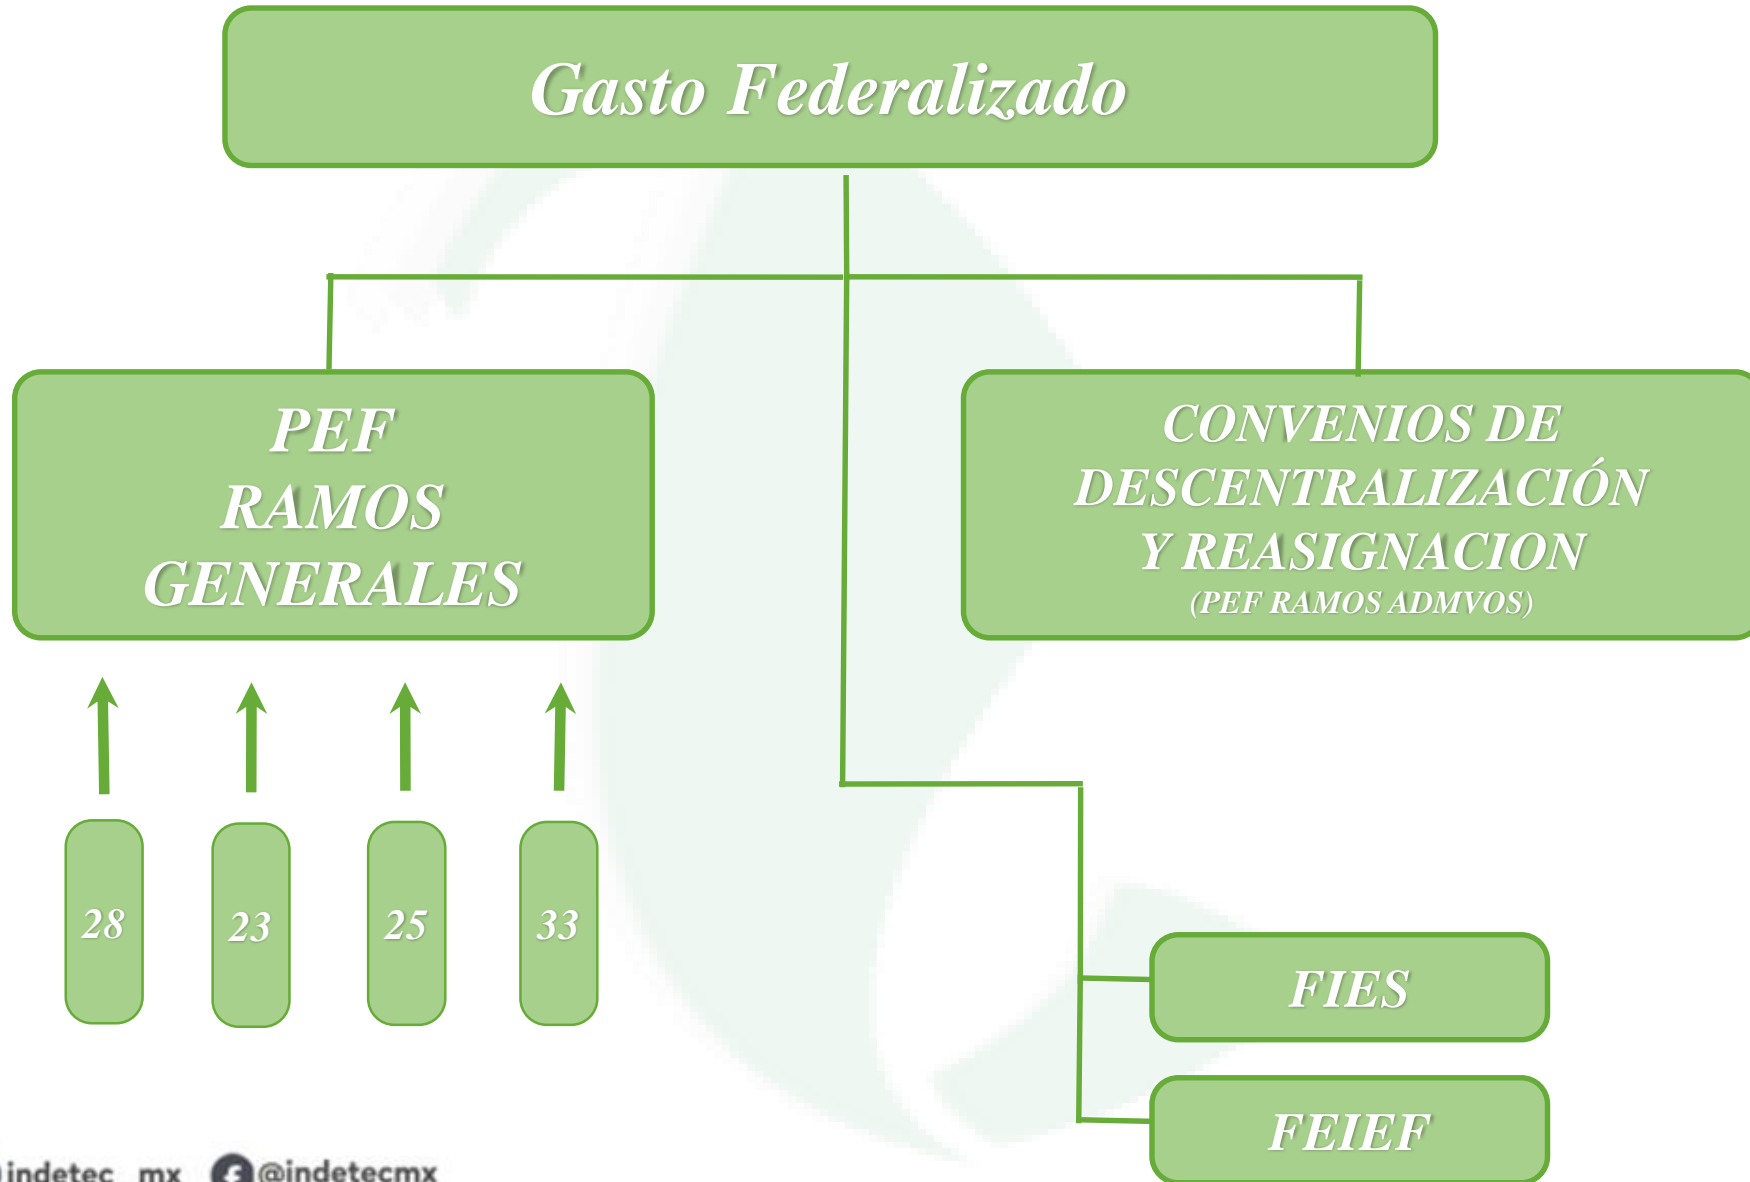 Gasto Federalizado
PEF
RAMOS
GENERALES
CONVENIOS DE
DESCENTRALIZACIÓN
Y REASIGNACION
(PEF RAMOS ADMVOS)
28
23
25
33
FIES
FEIEF
indetec_mx @indetecmx